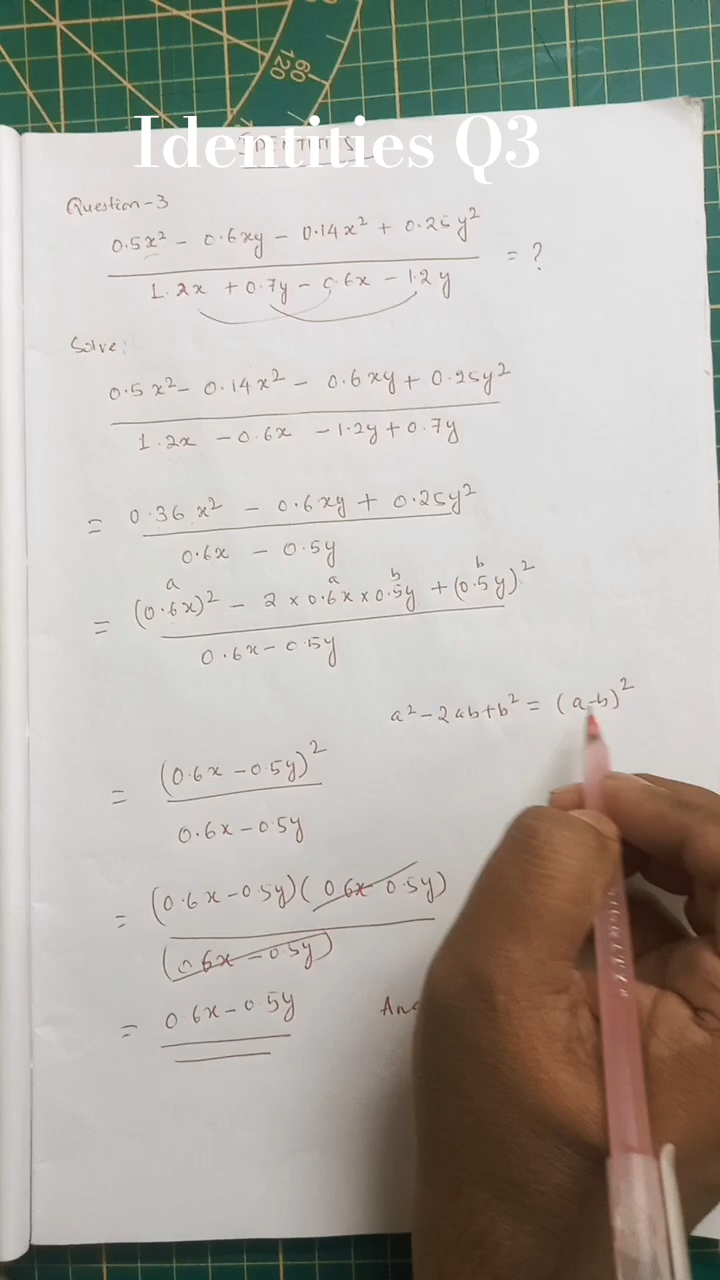 Identities Q3
IDENTITIES
Question-3
0.5x² - 0.6xy - 0.14x² + 0.25y²
= ?
1.2x + 0.7y - 0.6x - 1.2y
Solve:
0.5x² - 0.14x² - 0.6xy + 0.25y²
1.2x - 0.6x - 1.2y + 0.7y
= 0.36x² - 0.6xy + 0.25y²
0.6x - 0.5y
a a b b
= (0.6x)² - 2 × 0.6x × 0.5y + (0.5y)²
0.6x - 0.5y
a² - 2ab + b² = (a-b)²
= (0.6x - 0.5y)²
0.6x - 0.5y
= (0.6x - 0.5y) (0.6x - 0.5y)
(0.6x - 0.5y)
= 0.6x - 0.5y
60
120